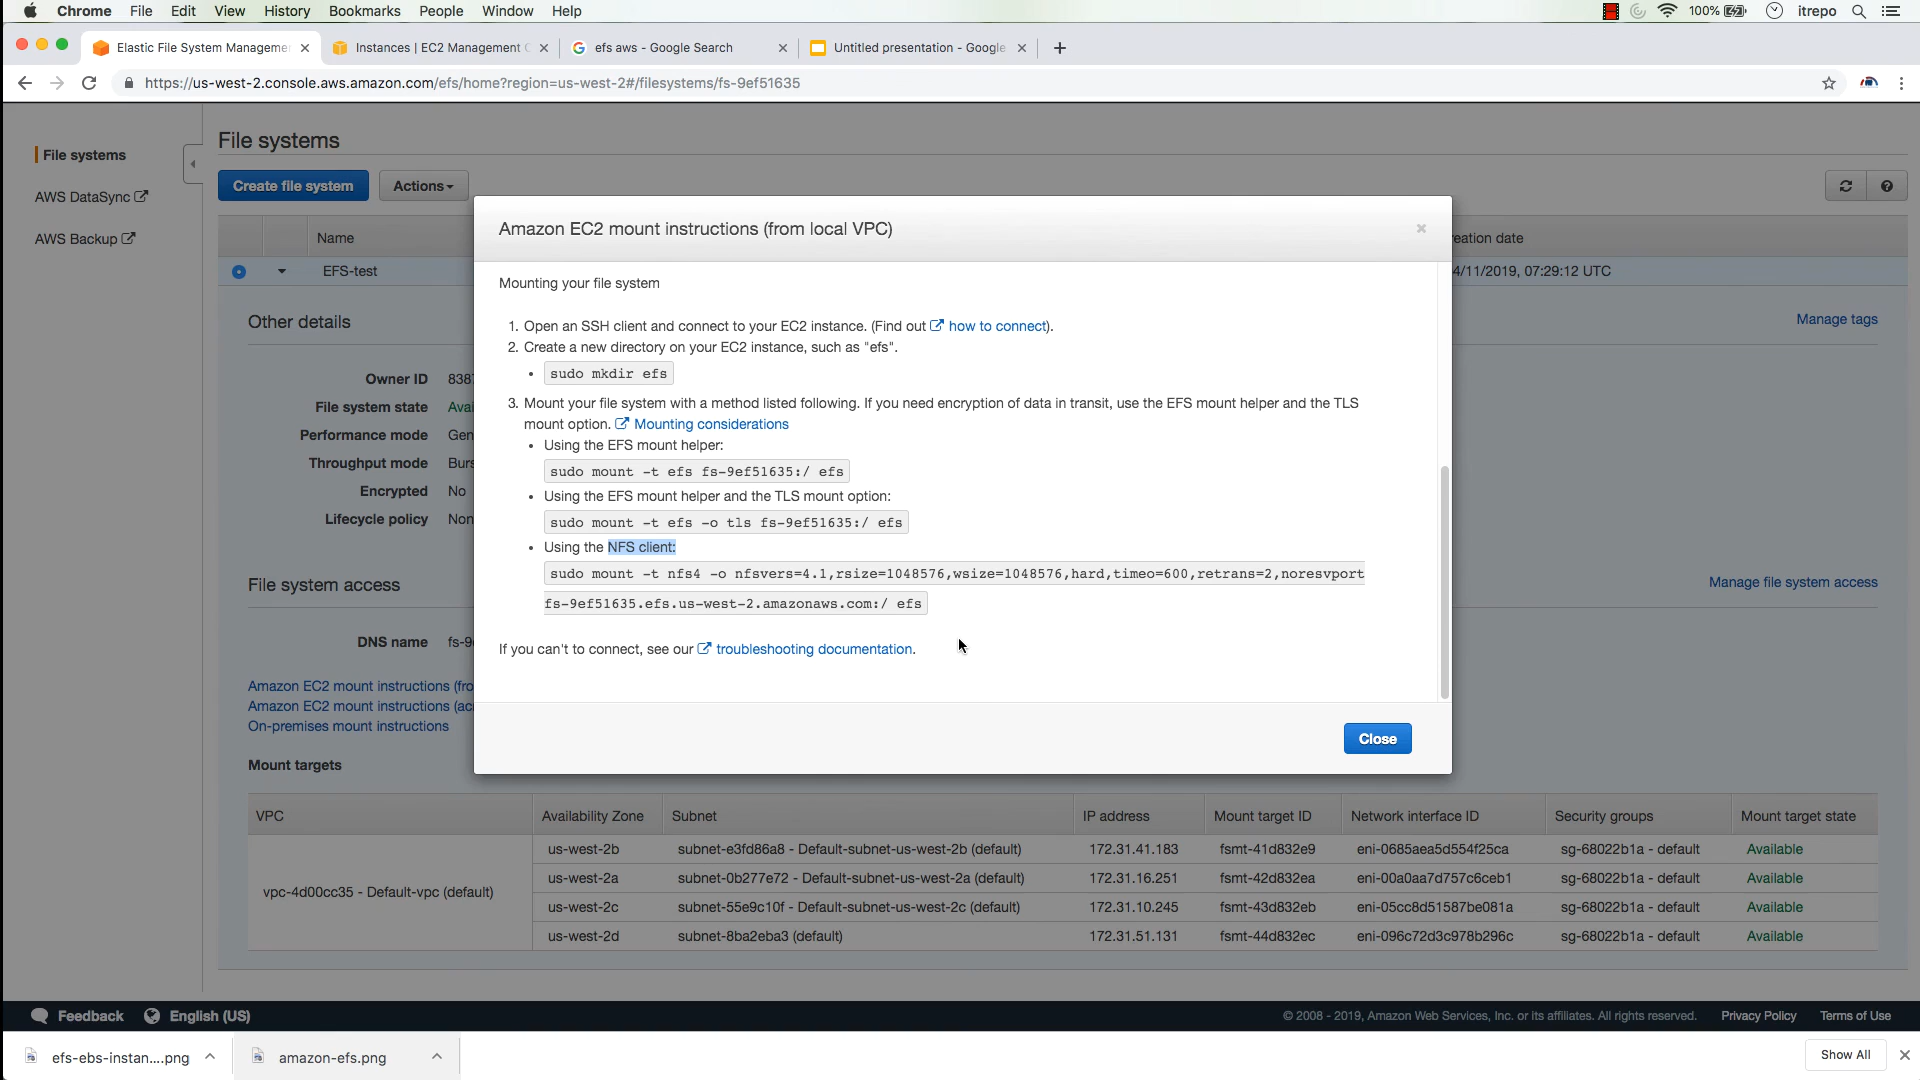 Chrome File Edit View History Bookmarks People Window Help 100% itrepo
Elastic File System Manageme Instances | EC2 Management C efs aws - Google Search Untitled presentation - Google
https://us-west-2.console.aws.amazon.com/efs/home?region=us-west-2#/filesystems/fs-9ef51635
File systems
AWS DataSync
AWS Backup
File systems
Create file system Actions
Name eation date
EFS-test 4/11/2019, 07:29:12 UTC
Other details Manage tags
Owner ID 838
File system state Avai
Performance mode Gen
Throughput mode Burs
Encrypted No
Lifecycle policy Non
File system access Manage file system access
DNS name fs-9
Amazon EC2 mount instructions (fro
Amazon EC2 mount instructions (ac
On-premises mount instructions
Amazon EC2 mount instructions (from local VPC)
Mounting your file system
1. Open an SSH client and connect to your EC2 instance. (Find out how to connect).
2. Create a new directory on your EC2 instance, such as "efs".
• sudo mkdir efs
3. Mount your file system with a method listed following. If you need encryption of data in transit, use the EFS mount helper and the TLS
mount option. Mounting considerations
• Using the EFS mount helper:
sudo mount -t efs fs-9ef51635:/ efs
• Using the EFS mount helper and the TLS mount option:
sudo mount -t efs -o tls fs-9ef51635:/ efs
• Using the NFS client:
sudo mount -t nfs4 -o nfsvers=4.1,rsize=1048576,wsize=1048576,hard,timeo=600,retrans=2,noresvport
fs-9ef51635.efs.us-west-2.amazonaws.com:/ efs
If you can't to connect, see our troubleshooting documentation.
Close
Mount targets
VPC Availability Zone Subnet IP address Mount target ID Network interface ID Security groups Mount target state
vpc-4d00cc35 - Default-vpc (default)
us-west-2b subnet-e3fd86a8 - Default-subnet-us-west-2b (default) 172.31.41.183 fsmt-41d832e9 eni-0685aea5d554f25ca sg-68022b1a - default Available
us-west-2a subnet-0b277e72 - Default-subnet-us-west-2a (default) 172.31.16.251 fsmt-42d832ea eni-00a0aa7d757c6ceb1 sg-68022b1a - default Available
us-west-2c subnet-55e9c10f - Default-subnet-us-west-2c (default) 172.31.10.245 fsmt-43d832eb eni-05cc8d51587be081a sg-68022b1a - default Available
us-west-2d subnet-8ba2eba3 (default) 172.31.51.131 fsmt-44d832ec eni-096c72d3c978b296c sg-68022b1a - default Available
Feedback English (US) © 2008 - 2019, Amazon Web Services, Inc. or its affiliates. All rights reserved. Privacy Policy Terms of Use
efs-ebs-instan....png amazon-efs.png Show All